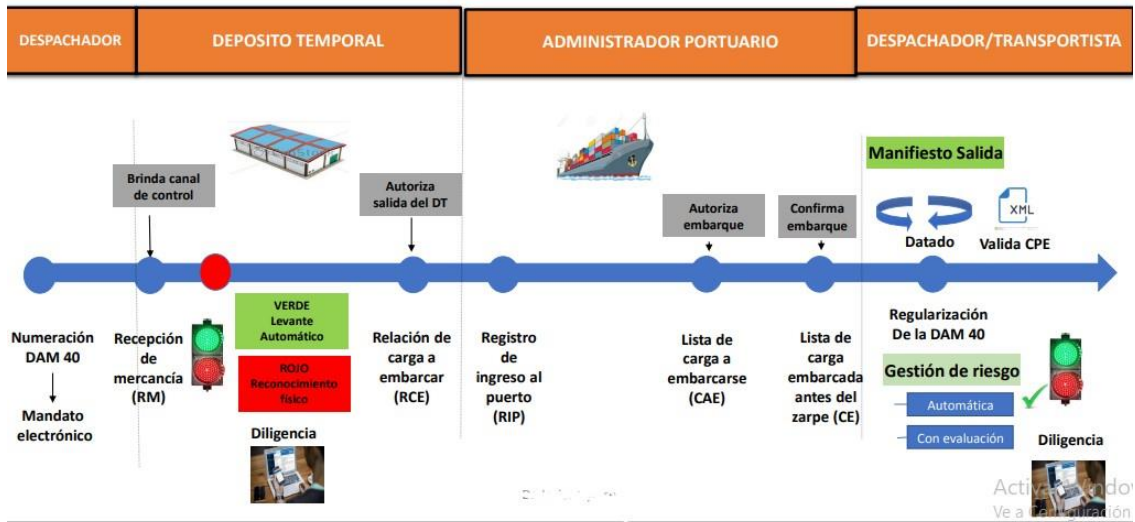 DESPACHADOR
DEPOSITO TEMPORAL
ADMINISTRADOR PORTUARIO
DESPACHADOR/TRANSPORTISTA
Brinda canal
de control
Autoriza
salida del DT
Autoriza
embarque
Confirma
embarque
Manifiesto Salida
XML
Datado
Valida CPE
Numeración
DAM 40
Mandato
electrónico
Recepción
de
mercancía
(RM)
VERDE
Levante
Automático
ROJO
Reconocimiento
físico
Diligencia
Relación de
carga a
embarcar
(RCE)
Registro
de
ingreso al
puerto
(RIP)
Lista de
carga a
embarcarse
(CAE)
Lista de
carga
embarcada
antes del
zarpe (CE)
Regularización
De la DAM 40
Gestión de riesgo
Automática
Con evaluación
Diligencia
Ve a